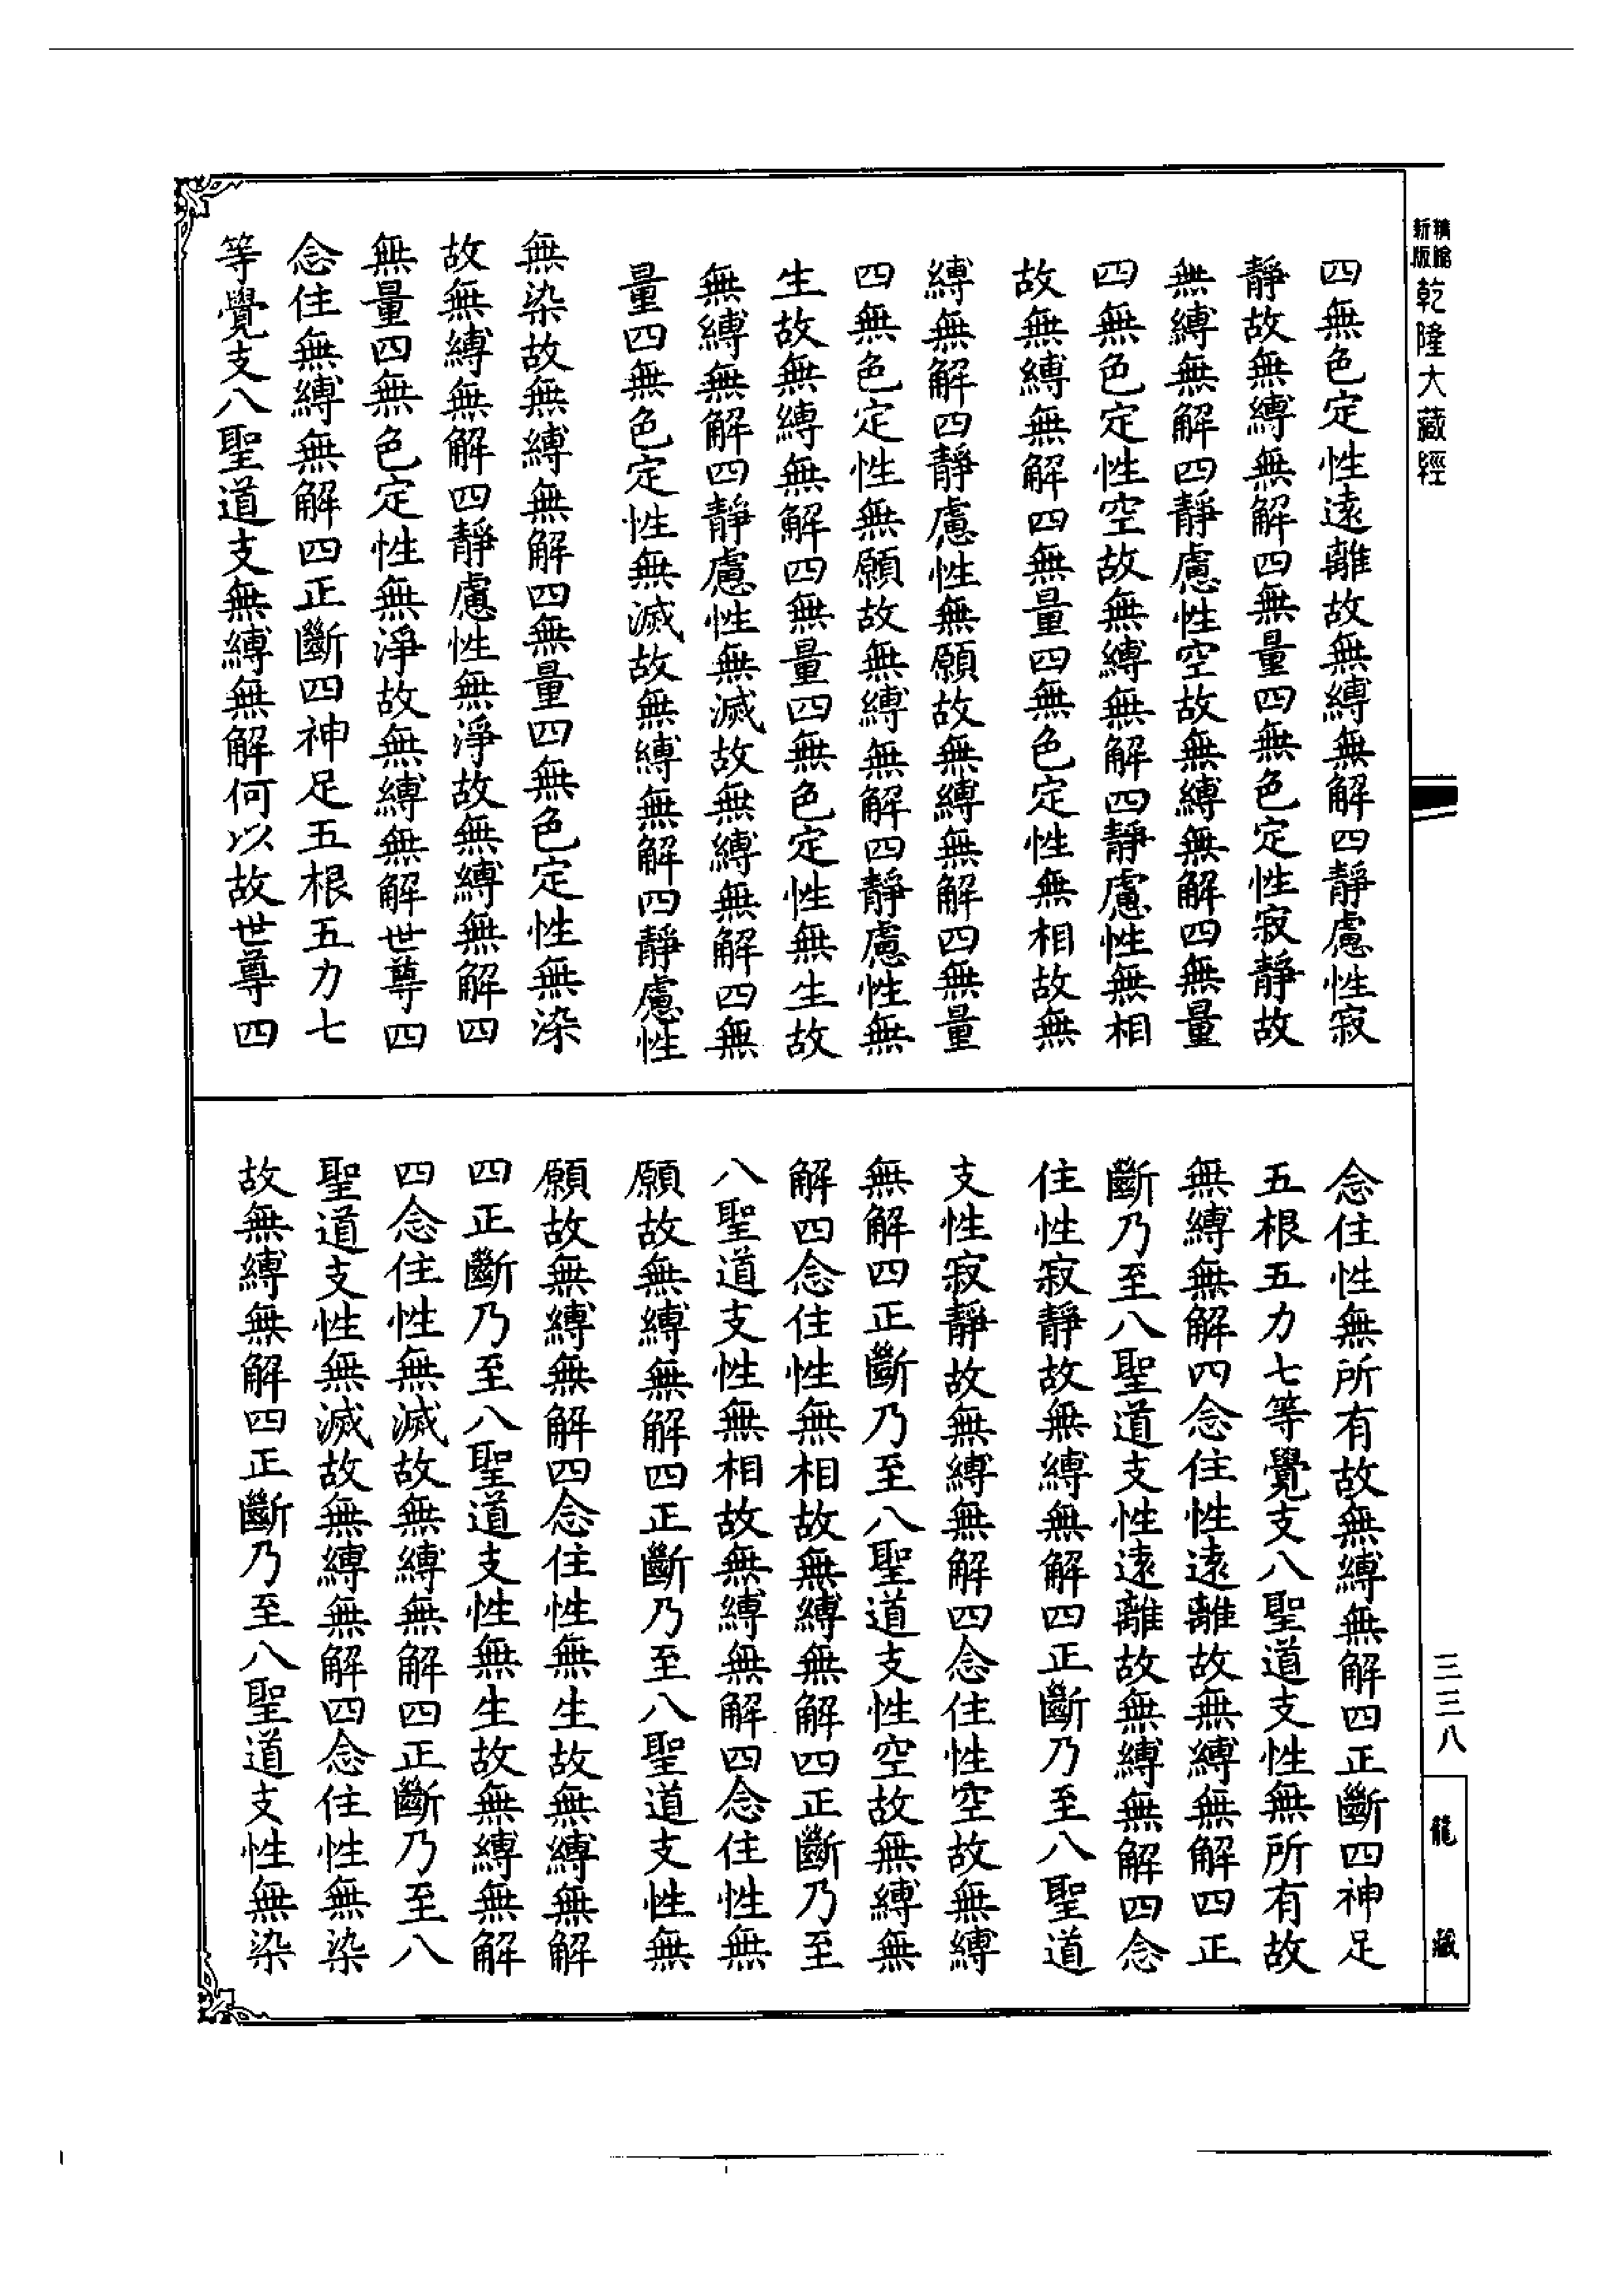 新版
精縮
乾隆大藏經
四無色定性遠離故無縛無解四靜慮性寂
靜故無縛無解四無量四無色定性寂靜故
無縛無解四靜慮性空故無縛無解四無量
四無色定性空故無縛無解四靜慮性無相
故無縛無解四無量四無色定性無相故無
縛無解四靜慮性無願故無縛無解四無量
四無色定性無願故無縛無解四靜慮性無
生故無縛無解四無量四無色定性無生故
無縛無解四靜慮性無滅故無縛無解四無
量四無色定性無滅故無縛無解四靜慮性
無染故無縛無解四無量四無色定性無染
故無縛無解四靜慮性無淨故無縛無解四
無量四無色定性無淨故無縛無解世尊四
念住無縛無解四正斷四神足五根五力七
等覺支八聖道支無縛無解何以故世尊四
念住性無所有故無縛無解四正斷四神足
五根五力七等覺支八聖道支性無所有故
無縛無解四念住性遠離故無縛無解四正
斷乃至八聖道支性遠離故無縛無解四念
住性寂靜故無縛無解四正斷乃至八聖道
支性寂靜故無縛無解四念住性空故無縛
無解四正斷乃至八聖道支性空故無縛無
解四念住性無相故無縛無解四正斷乃至
八聖道支性無相故無縛無解四念住性無
願故無縛無解四正斷乃至八聖道支性無
願故無縛無解四念住性無生故無縛無解
四正斷乃至八聖道支性無生故無縛無解
四念住性無滅故無縛無解四正斷乃至八
聖道支性無滅故無縛無解四念住性無染
故無縛無解四正斷乃至八聖道支性無染
三三八
龍藏